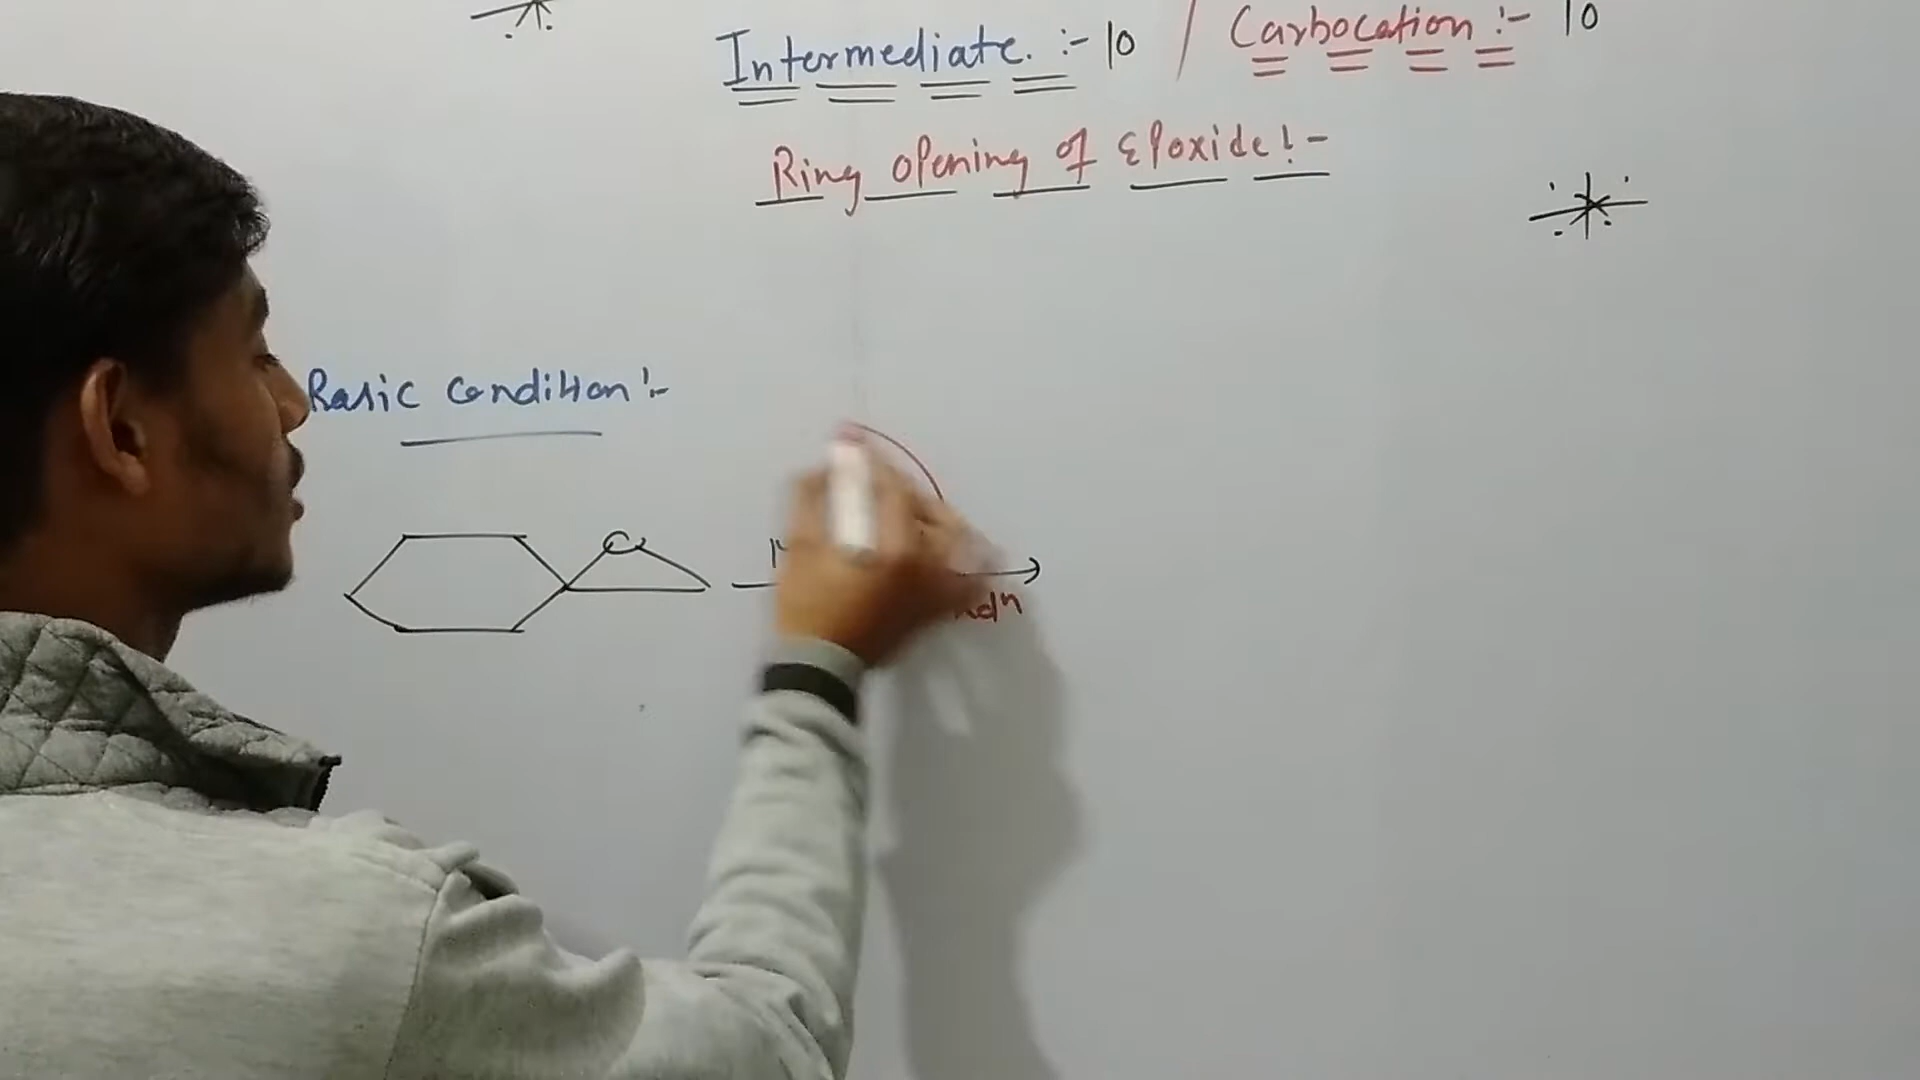 Intermediate. :- 10 / Carbocation :- 10
Ring opening of Epoxide :-
Basic condition :-
O